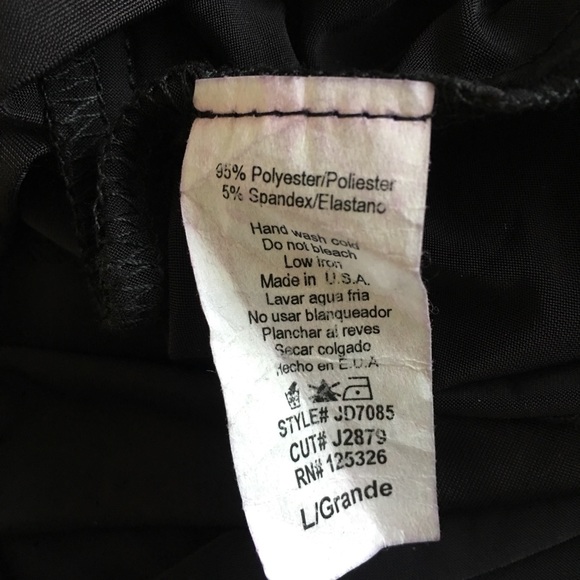 95% Polyester/Poliester
5% Spandex/Elastano
Hand wash cold
Do not bleach
Low iron
Made in U.S.A.
Lavar aqua fria
No usar blanqueador
Planchar al reves
Secar colgado
Hecho en E.U.A
STYLE# JD7085
CUT# J2879
RN# 125326
L/Grande